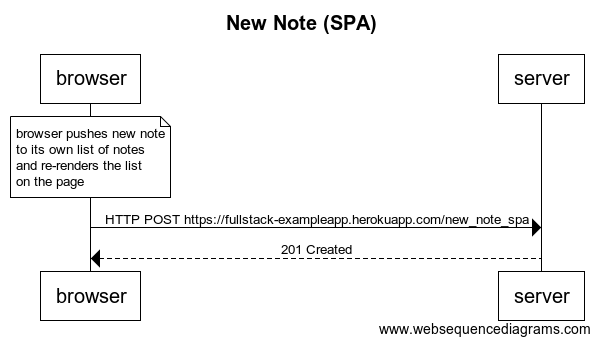 New Note (SPA)
browser
server
browser pushes new note
to its own list of notes
and re-renders the list
on the page
HTTP POST https://fullstack-exampleapp.herokuapp.com/new_note_spa
201 Created
browser
server
www.websequencediagrams.com